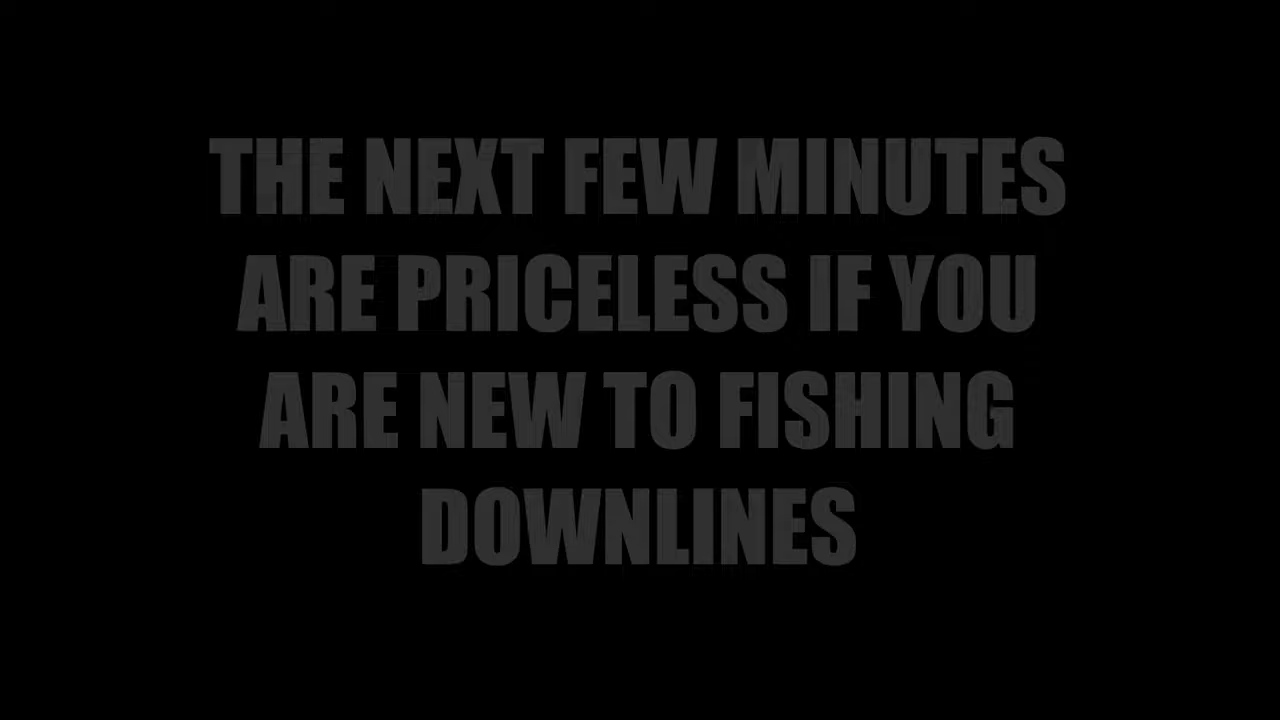 THE NEXT FEW MINUTES
ARE PRICELESS IF YOU
ARE NEW TO FISHING
DOWNLINES